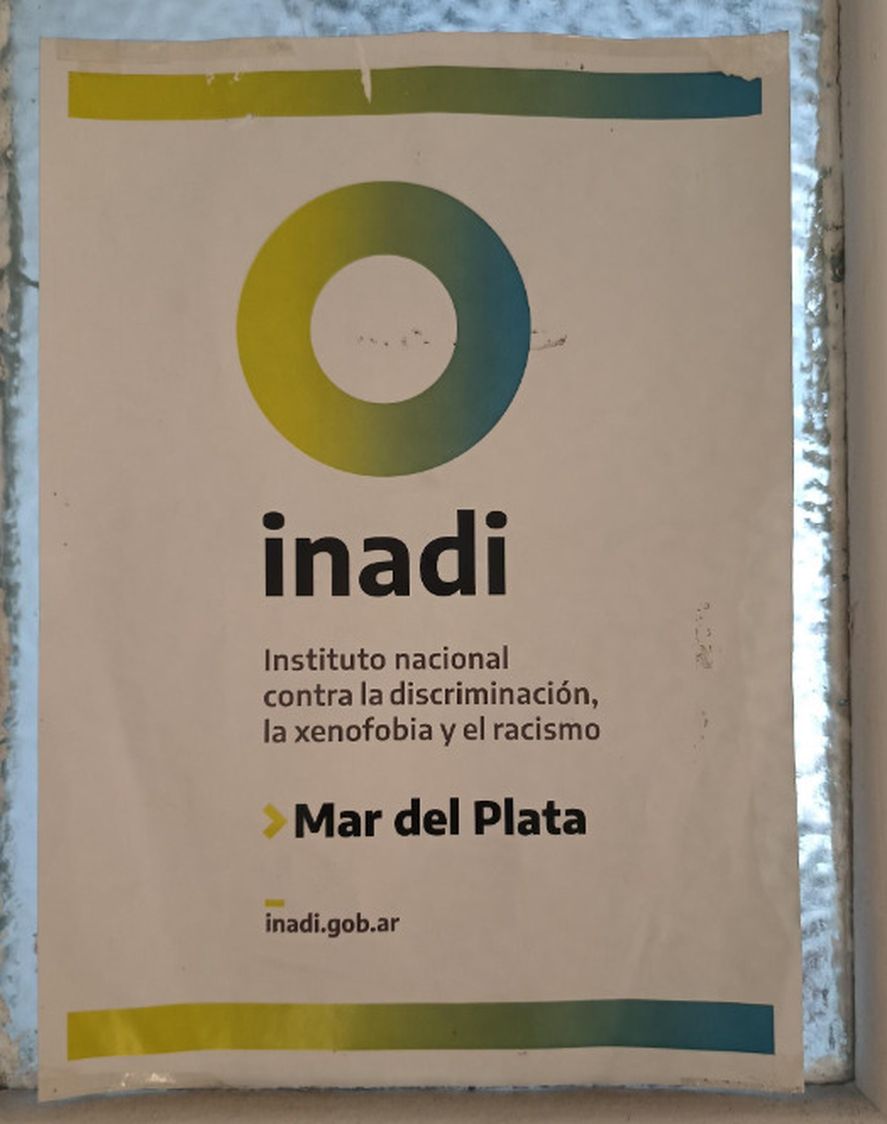 inadi
Instituto nacional
contra la discriminación,
la xenofobia y el racismo
Mar del Plata
inadi.gob.ar